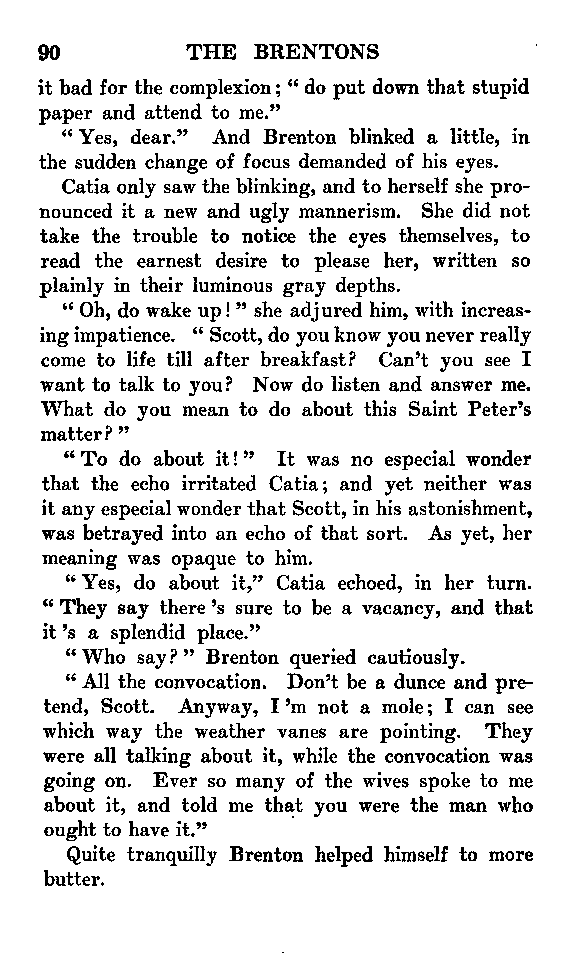 90 THE BRENTONS
it bad for the complexion; "do put down that stupid
paper and attend to me."
"Yes, dear." And Brenton blinked a little, in
the sudden change of focus demanded of his eyes.
Catia only saw the blinking, and to herself she pro-
nounced it a new and ugly mannerism. She did not
take the trouble to notice the eyes themselves, to
read the earnest desire to please her, written so
plainly in their luminous gray depths.
"Oh, do wake up!" she adjured him, with increas-
ing impatience. "Scott, do you know you never really
come to life till after breakfast? Can't you see I
want to talk to you? Now do listen and answer me.
What do you mean to do about this Saint Peter's
matter?"
"To do about it!" It was no especial wonder
that the echo irritated Catia; and yet neither was
it any especial wonder that Scott, in his astonishment,
was betrayed into an echo of that sort. As yet, her
meaning was opaque to him.
"Yes, do about it," Catia echoed, in her turn.
"They say there's sure to be a vacancy, and that
it's a splendid place."
"Who say?" Brenton queried cautiously.
"All the convocation. Don't be a dunce and pre-
tend, Scott. Anyway, I'm not a mole; I can see
which way the weather vanes are pointing. They
were all talking about it, while the convocation was
going on. Ever so many of the wives spoke to me
about it, and told me that you were the man who
ought to have it."
Quite tranquilly Brenton helped himself to more
butter.